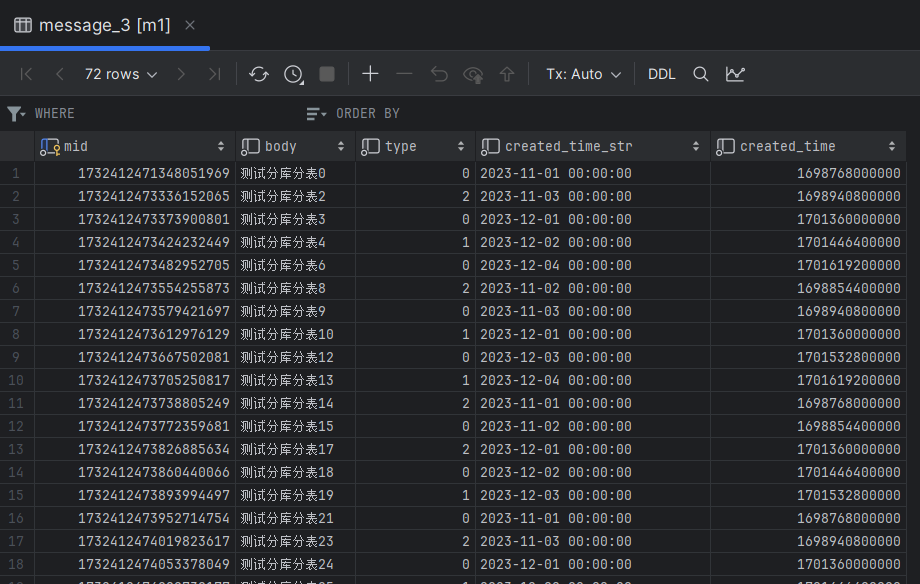 message_3 [m1]
72 rows Tx: Auto DDL
WHERE ORDER BY
mid body type created_time_str created_time
1 1732412471348051969 测试分库分表0 0 2023-11-01 00:00:00 1698768000000
2 1732412473336152065 测试分库分表2 2 2023-11-03 00:00:00 1698940800000
3 1732412473373900801 测试分库分表3 0 2023-12-01 00:00:00 1701360000000
4 1732412473424232449 测试分库分表4 1 2023-12-02 00:00:00 1701446400000
5 1732412473482952705 测试分库分表6 0 2023-12-04 00:00:00 1701619200000
6 1732412473554255873 测试分库分表8 2 2023-11-02 00:00:00 1698854400000
7 1732412473579421697 测试分库分表9 0 2023-11-03 00:00:00 1698940800000
8 1732412473612976129 测试分库分表10 1 2023-12-01 00:00:00 1701360000000
9 1732412473667502081 测试分库分表12 0 2023-12-03 00:00:00 1701532800000
10 1732412473705250817 测试分库分表13 1 2023-12-04 00:00:00 1701619200000
11 1732412473738805249 测试分库分表14 2 2023-11-01 00:00:00 1698768000000
12 1732412473772359681 测试分库分表15 0 2023-11-02 00:00:00 1698854400000
13 1732412473826885634 测试分库分表17 2 2023-12-01 00:00:00 1701360000000
14 1732412473860440066 测试分库分表18 0 2023-12-02 00:00:00 1701446400000
15 1732412473893994497 测试分库分表19 1 2023-12-03 00:00:00 1701532800000
16 1732412473952714754 测试分库分表21 0 2023-11-01 00:00:00 1698768000000
17 1732412474019823617 测试分库分表23 2 2023-11-03 00:00:00 1698940800000
18 1732412474053378049 测试分库分表24 0 2023-12-01 00:00:00 1701360000000